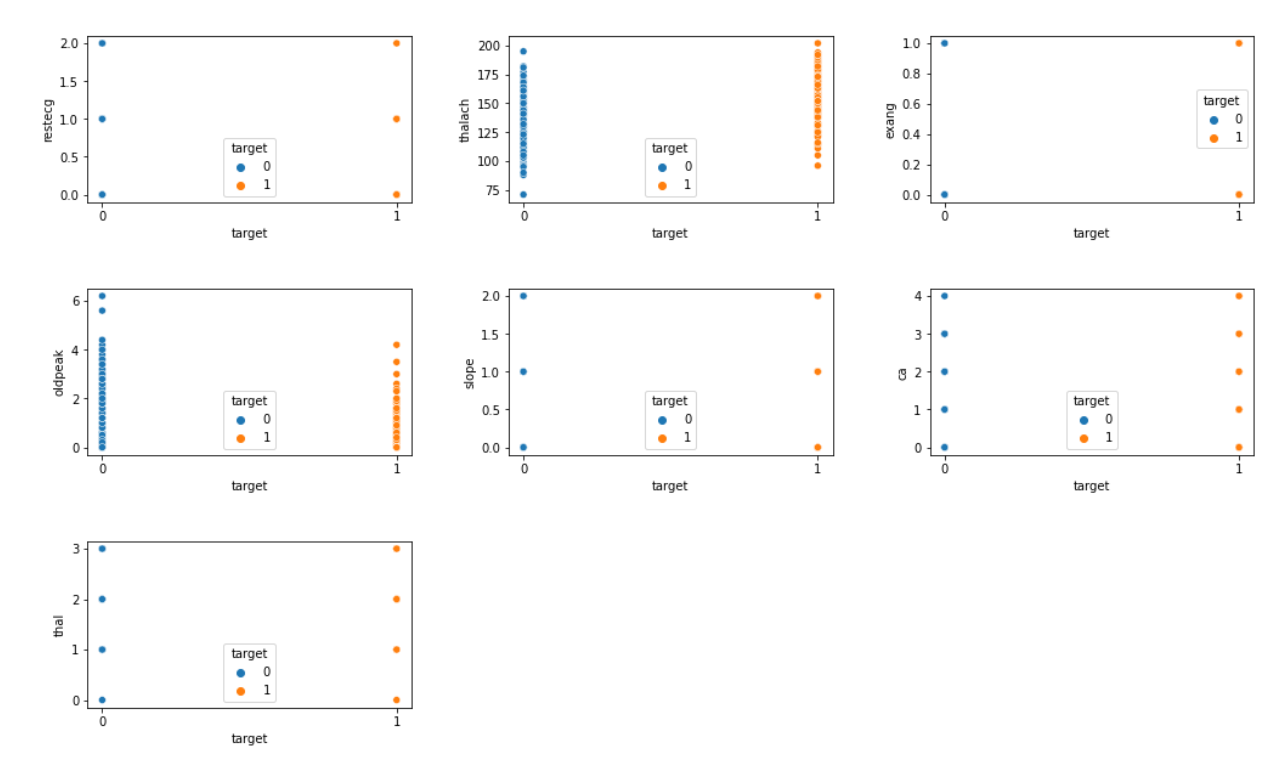 restecg
2.0
1.5
1.0
0.5
0.0
target
0
1
0 1
target
thalach
200
175
150
125
100
75
target
0
1
0 1
target
exang
1.0
0.8
0.6
0.4
0.2
0.0
target
0
1
0 1
target
oldpeak
6
4
2
0
target
0
1
0 1
target
slope
2.0
1.5
1.0
0.5
0.0
target
0
1
0 1
target
ca
4
3
2
1
0
target
0
1
0 1
target
thal
3
2
1
0
target
0
1
0 1
target